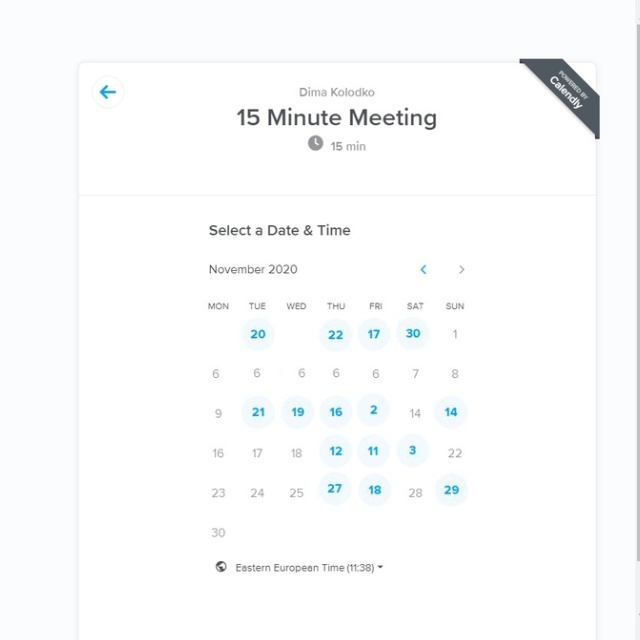 POWERED BY
Calendly
Dima Kolodko
15 Minute Meeting
15 min
Select a Date & Time
November 2020
MON TUE WED THU FRI SAT SUN
20 22 17 30 1
6 6 6 6 6 7 8
9 21 19 16 2 14 14
16 17 18 12 11 3 22
23 24 25 27 18 28 29
30
Eastern European Time (11:38)